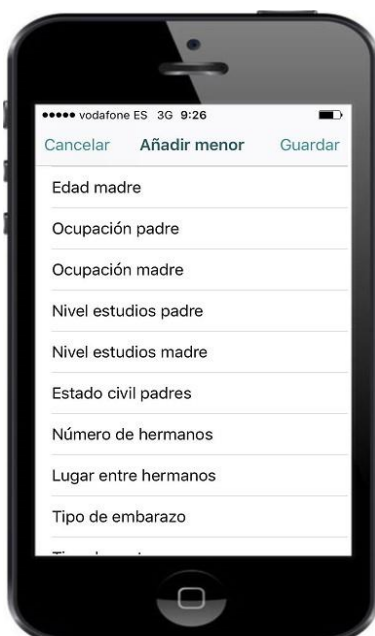 vodafone ES 3G 9:26
Cancelar Añadir menor Guardar
Edad madre
Ocupación padre
Ocupación madre
Nivel estudios padre
Nivel estudios madre
Estado civil padres
Número de hermanos
Lugar entre hermanos
Tipo de embarazo